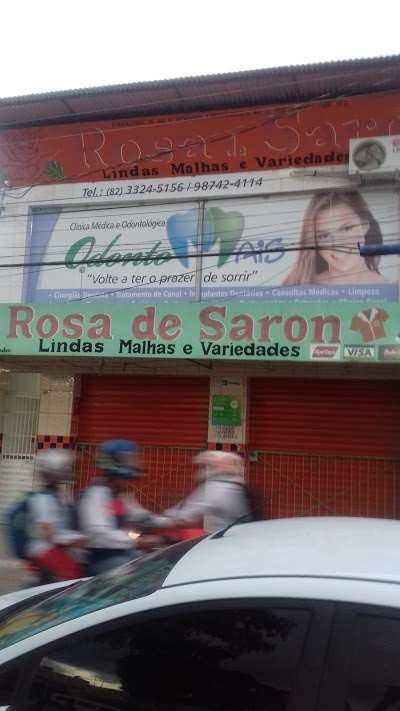 Rosa de Saron
Lindas Malhas e Variedades
Tel.: (82) 3324-5156 / 98742-4114
Clínica Médica e Odontológica
Odonto MAIS
"Volte a ter o prazer de sorrir"
• Tratamento de Canal • Implantes Dentários • Consultas Médicas • Limpeza
Rosa de Saron
Lindas Malhas e Variedades
VISA